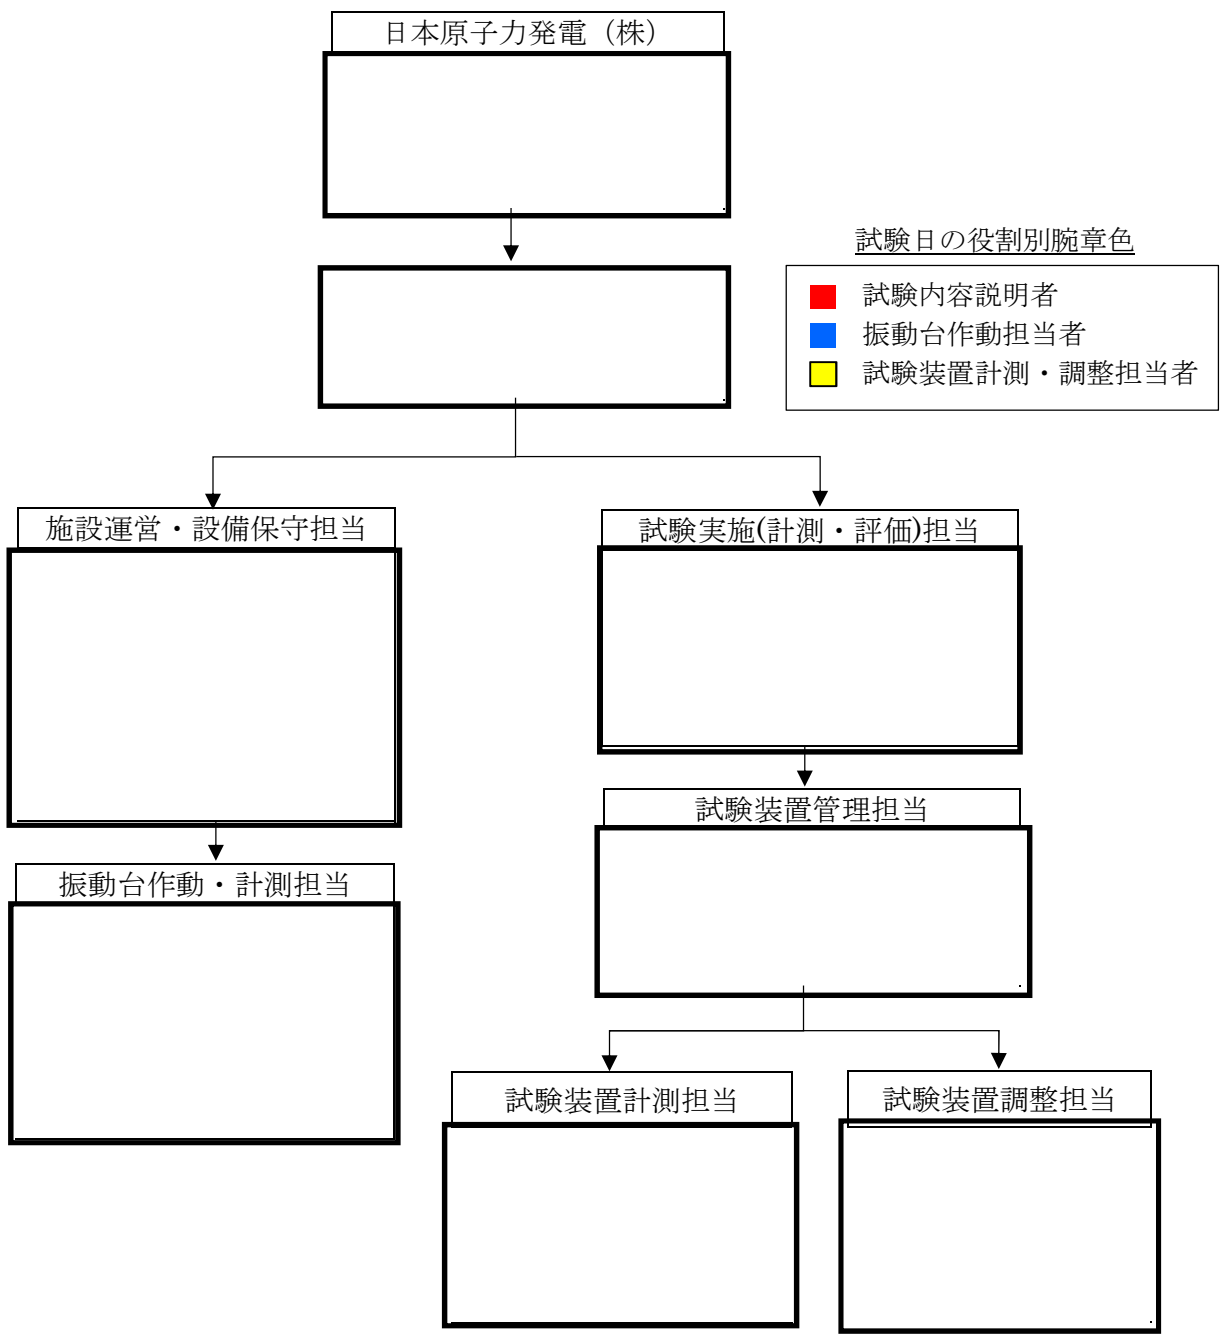 日本原子力発電（株）
試験日の役割別腕章色
試験内容説明者
振動台作動担当者
試験装置計測・調整担当者
施設運営・設備保守担当
試験実施(計測・評価)担当
試験装置管理担当
振動台作動・計測担当
試験装置計測担当
試験装置調整担当